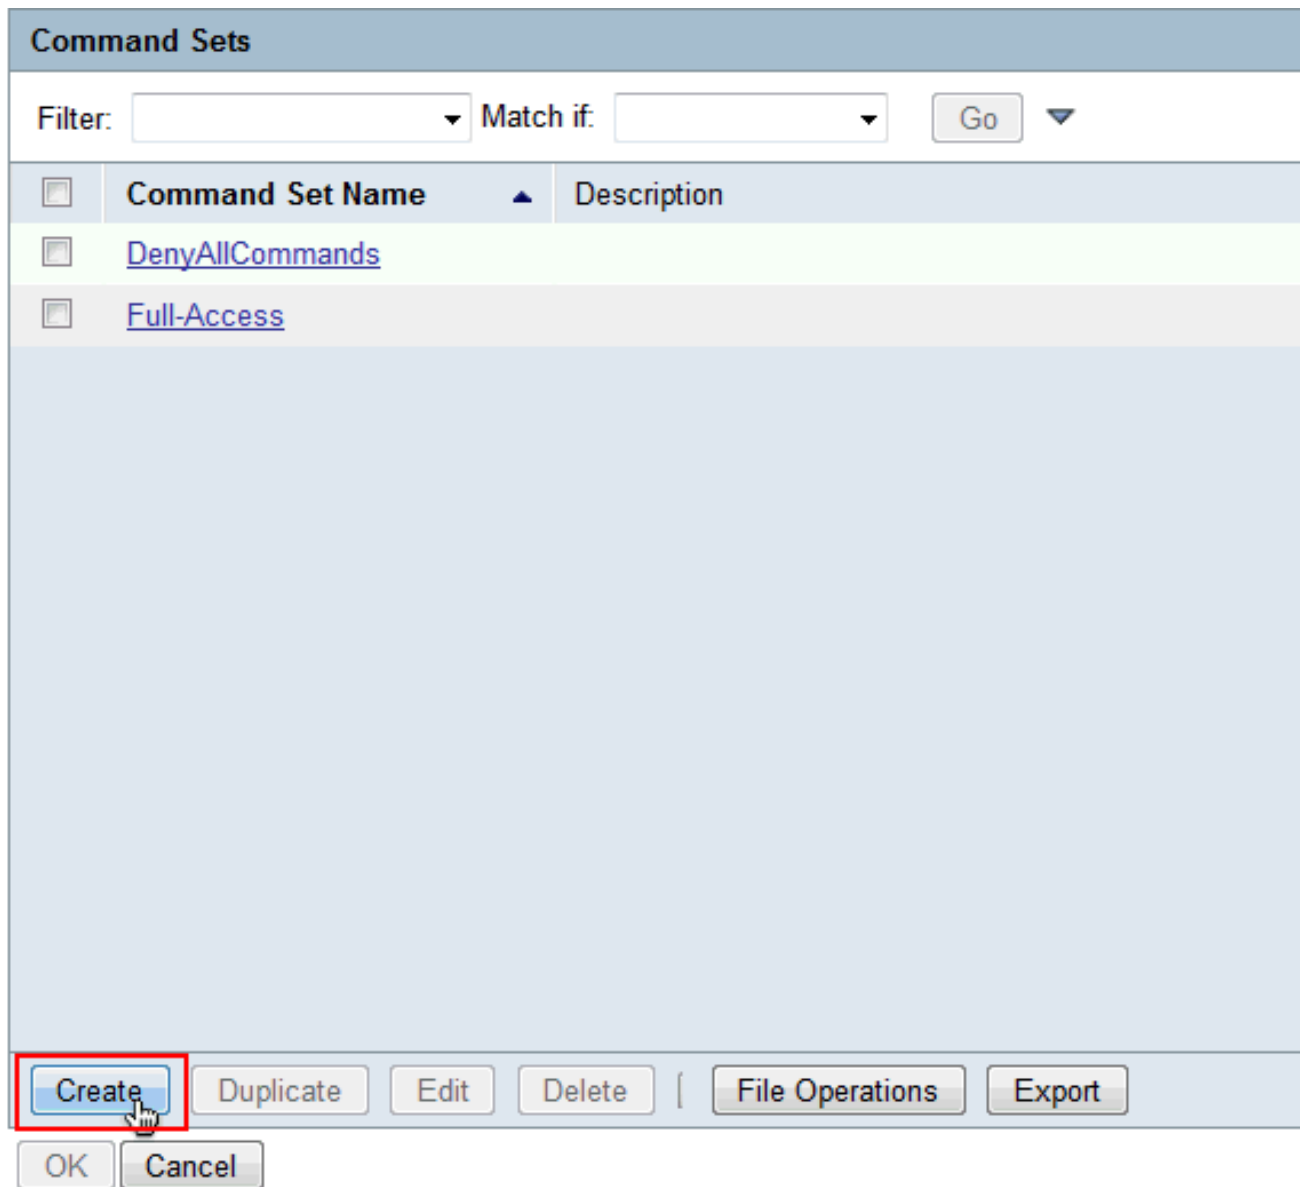 Command Sets
Filter: Match if: Go
Command Set Name Description
DenyAllCommands
Full-Access
Create Duplicate Edit Delete File Operations Export
OK Cancel